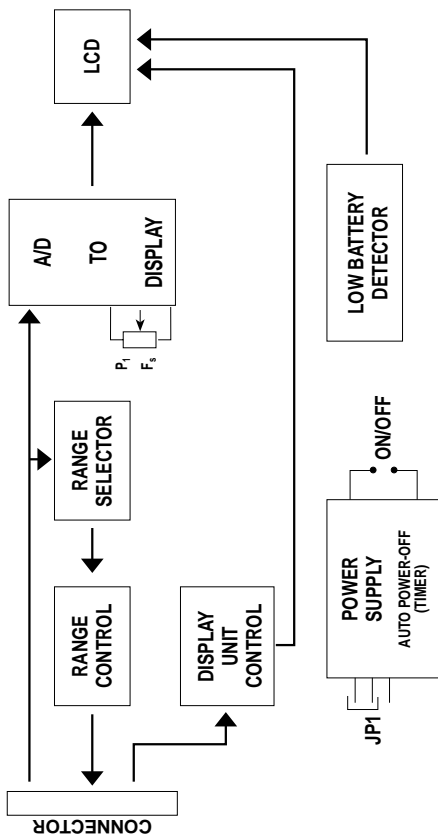 CONNECTOR
RANGE
CONTROL
RANGE
SELECTOR
A/D
TO
DISPLAY
P1
Fs
LCD
DISPLAY
UNIT
CONTROL
JP1
POWER
SUPPLY
AUTO POWER-OFF
(TIMER)
ON/OFF
LOW BATTERY
DETECTOR